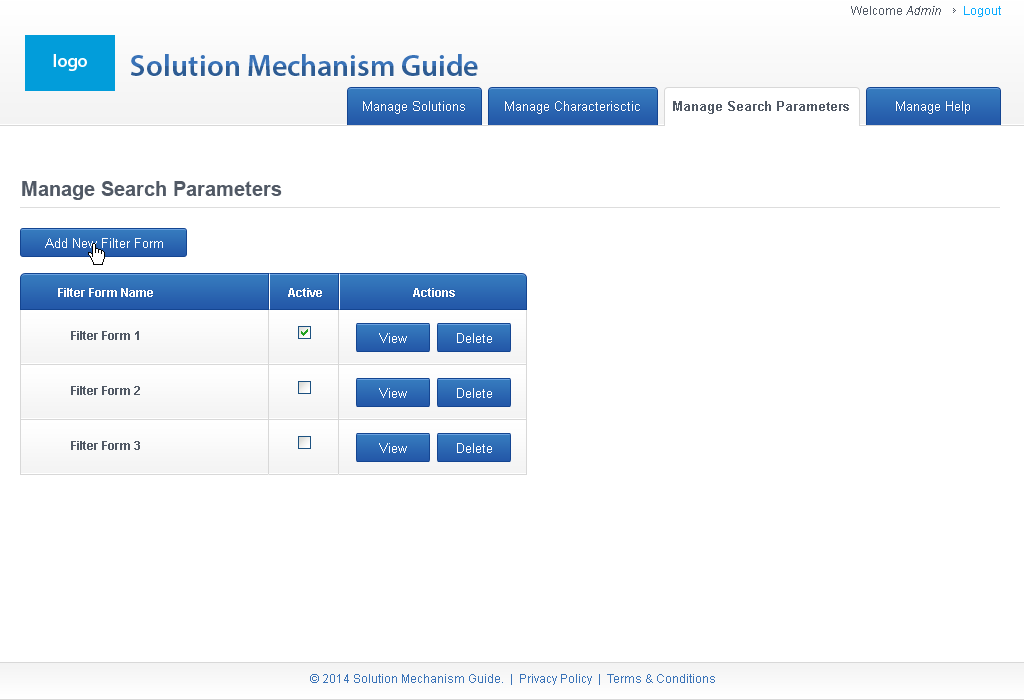 Welcome Admin › Logout
logo
Solution Mechanism Guide
Manage Solutions Manage Characterisctic Manage Search Parameters Manage Help
Manage Search Parameters
Add New Filter Form
Filter Form Name Active Actions
Filter Form 1 View Delete
Filter Form 2 View Delete
Filter Form 3 View Delete
© 2014 Solution Mechanism Guide. | Privacy Policy | Terms & Conditions